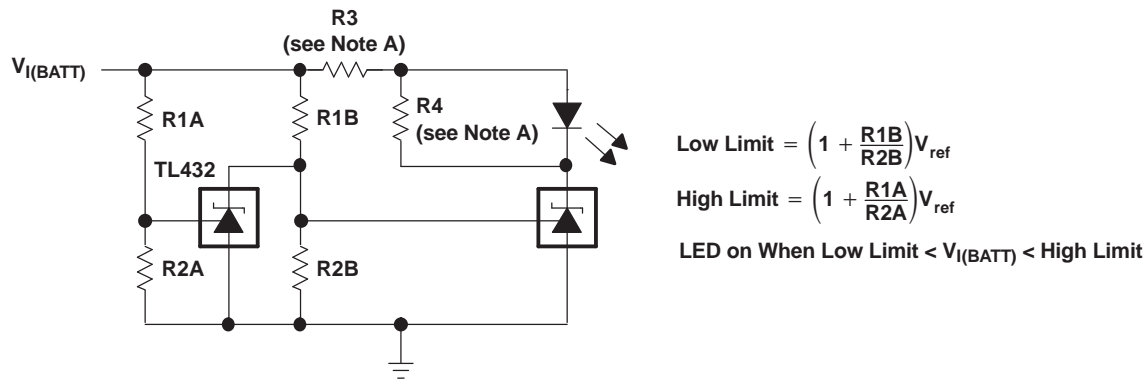 R3
(see Note A)
V_I(BATT)
R1A
R1B
R4
(see Note A)
TL432
R2A
R2B
Low Limit = (1 + R1B/R2B)V_ref
High Limit = (1 + R1A/R2A)V_ref
LED on When Low Limit < V_I(BATT) < High Limit